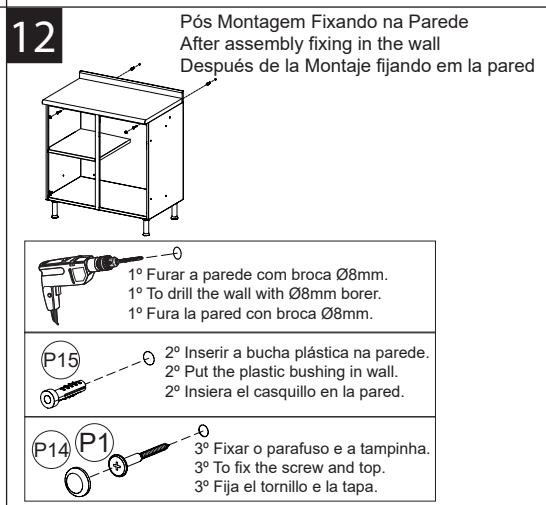 12
Pós Montagem Fixando na Parede
After assembly fixing in the wall
Después de la Montaje fijando em la pared
1º Furar a parede com broca Ø8mm.
1º To drill the wall with Ø8mm borer.
1º Fura la pared con broca Ø8mm.
P15
2º Inserir a bucha plástica na parede.
2º Put the plastic bushing in wall.
2º Insiera el casquillo en la pared.
P14 P1
3º Fixar o parafuso e a tampinha.
3º To fix the screw and top.
3º Fija el tornillo e la tapa.